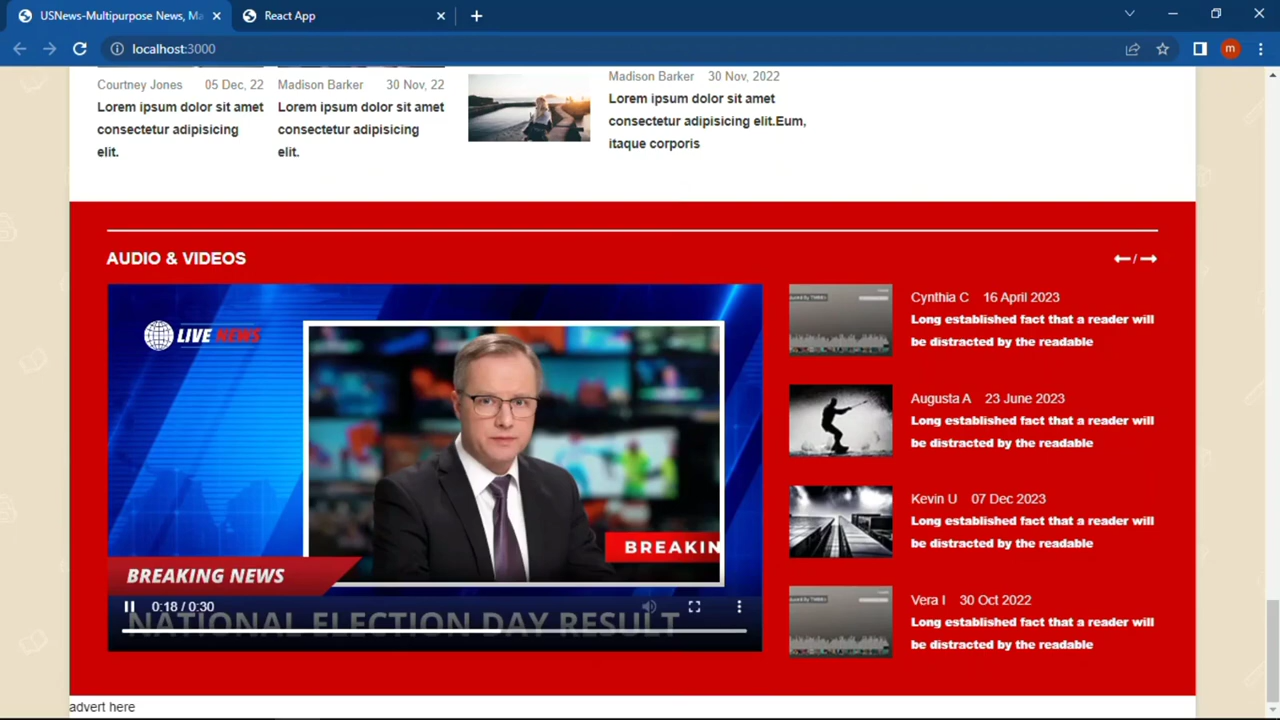 USNews-Multipurpose News, Ma
React App
localhost:3000
m
Courtney Jones 05 Dec, 22
Lorem ipsum dolor sit amet
consectetur adipisicing
elit.
Madison Barker 30 Nov, 22
Lorem ipsum dolor sit amet
consectetur adipisicing
elit.
Madison Barker 30 Nov, 2022
Lorem ipsum dolor sit amet
consectetur adipisicing elit.Eum,
itaque corporis
AUDIO & VIDEOS
/
LIVE NEWS
BREAKIN
BREAKING NEWS
0:18 / 0:30
NATIONAL ELECTION DAY RESULT
Cynthia C 16 April 2023
Long established fact that a reader will
be distracted by the readable
Augusta A 23 June 2023
Long established fact that a reader will
be distracted by the readable
Kevin U 07 Dec 2023
Long established fact that a reader will
be distracted by the readable
Vera I 30 Oct 2022
Long established fact that a reader will
be distracted by the readable
advert here